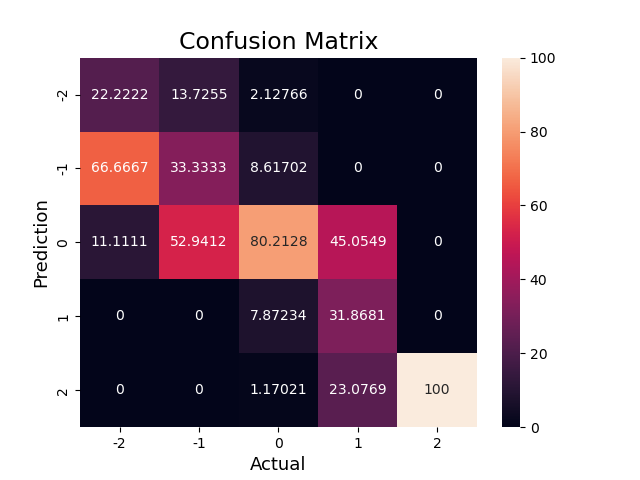 Confusion Matrix
-2 22.2222 13.7255 2.12766 0 0
-1 66.6667 33.3333 8.61702 0 0
0 11.1111 52.9412 80.2128 45.0549 0
1 0 0 7.87234 31.8681 0
2 0 0 1.17021 23.0769 100
-2 -1 0 1 2
Prediction
Actual
100
80
60
40
20
0